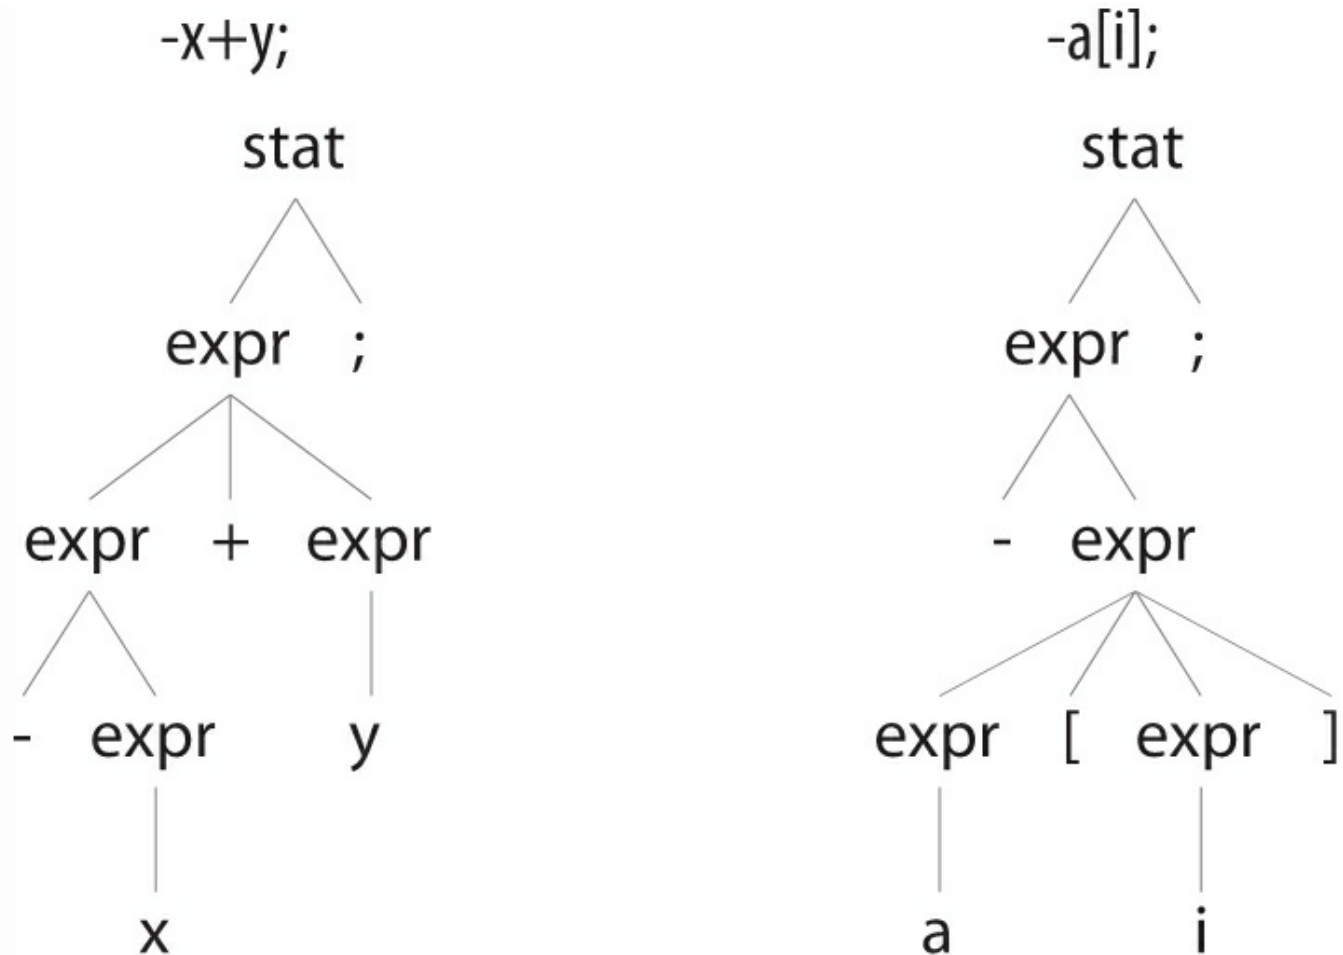 -x+y; -a[i];
stat stat
expr ; expr ;
expr + expr - expr
- expr y expr [ expr ]
x a i